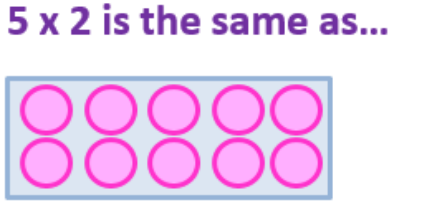 5 x 2 is the same as...